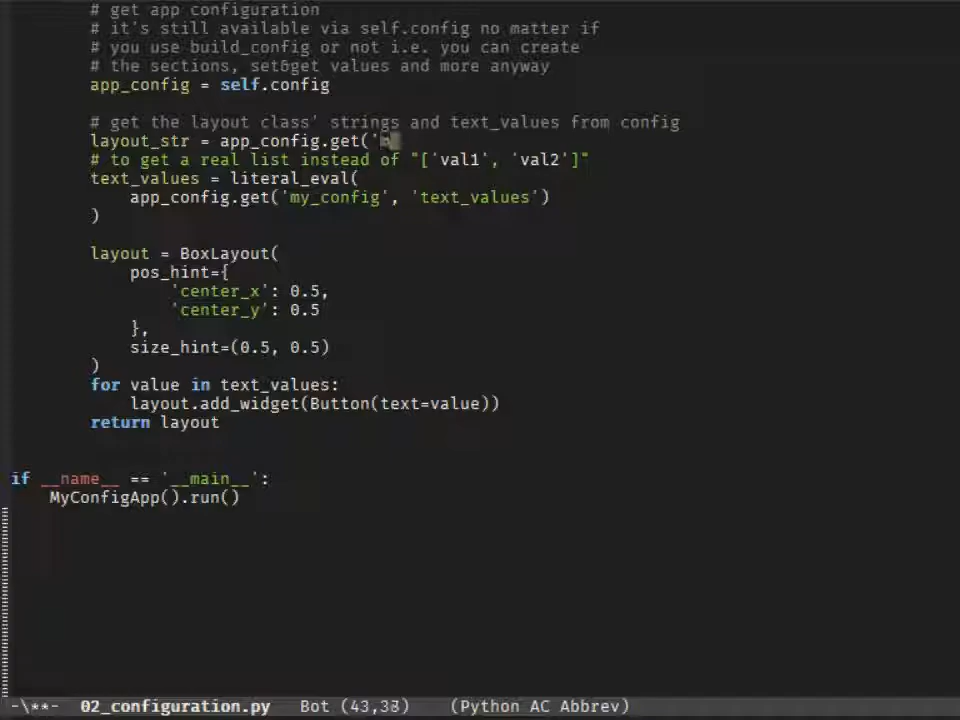 # get app configuration
# it's still available via self.config no matter if
# you use build_config or not i.e. you can create
# the sections, set&get values and more anyway
app_config = self.config
# get the layout class' strings and text_values from config
layout_str = app_config.get('
# to get a real list instead of "['val1', 'val2']"
text_values = literal_eval(
app_config.get('my_config', 'text_values')
)
layout = BoxLayout(
pos_hint={
'center_x': 0.5,
'center_y': 0.5
},
size_hint=(0.5, 0.5)
)
for value in text_values:
layout.add_widget(Button(text=value))
return layout
if __name__ == '__main__':
MyConfigApp().run()
-\**- 02_configuration.py Bot (43,38) (Python AC Abbrev)